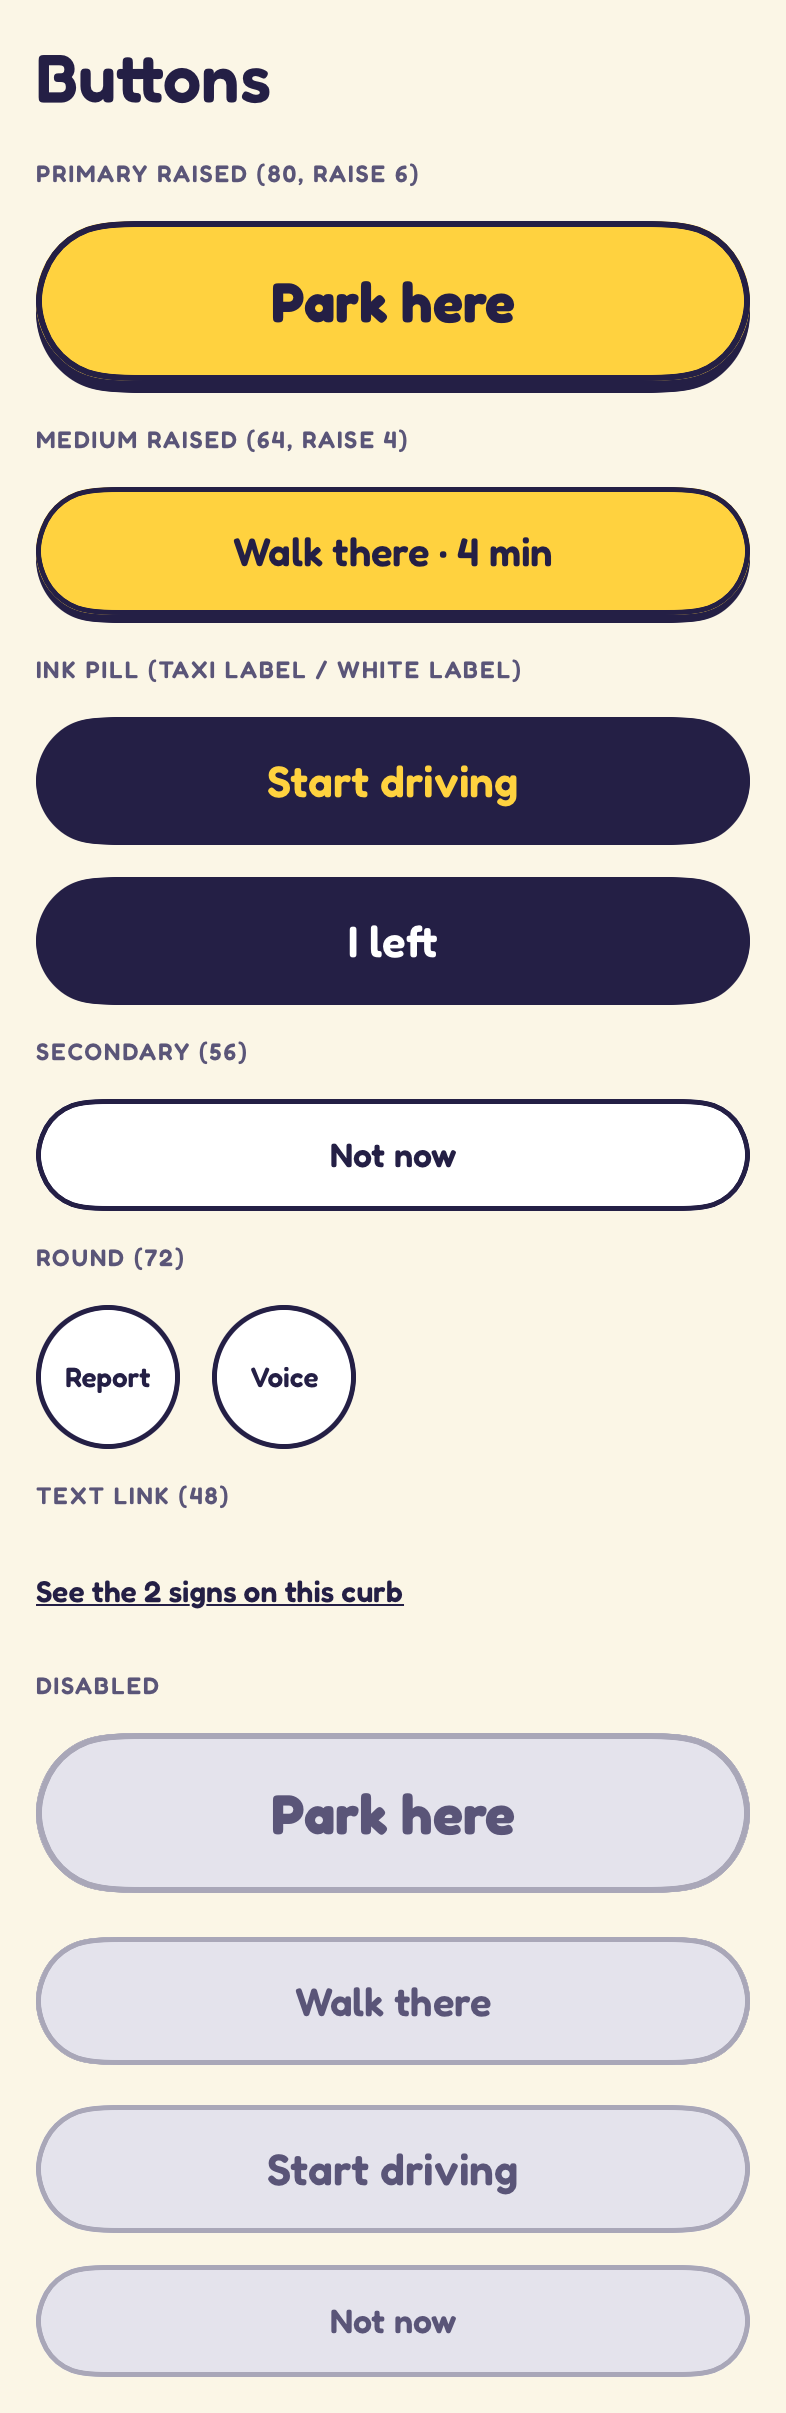 Buttons
PRIMARY RAISED (80, RAISE 6)
Park here
MEDIUM RAISED (64, RAISE 4)
Walk there · 4 min
INK PILL (TAXI LABEL / WHITE LABEL)
Start driving
I left
SECONDARY (56)
Not now
ROUND (72)
Report
Voice
TEXT LINK (48)
See the 2 signs on this curb
DISABLED
Park here
Walk there
Start driving
Not now